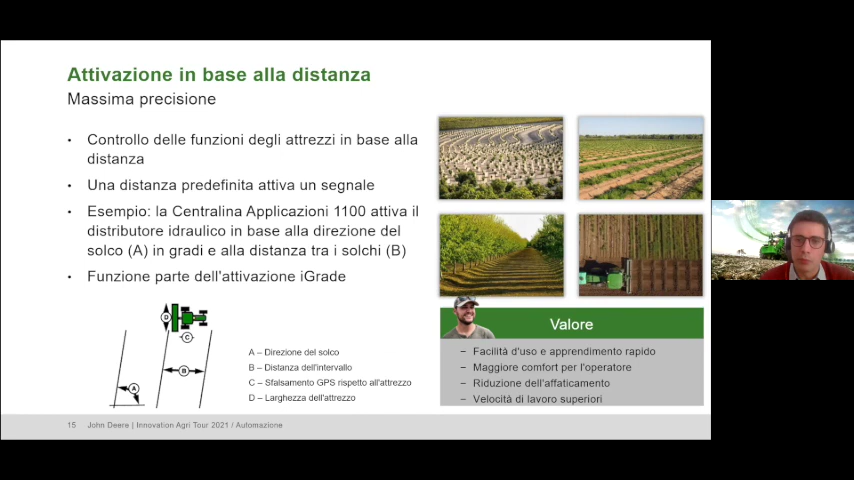 Attivazione in base alla distanza
Massima precisione
• Controllo delle funzioni degli attrezzi in base alla
distanza
• Una distanza predefinita attiva un segnale
• Esempio: la Centralina Applicazioni 1100 attiva il
distributore idraulico in base alla direzione del
solco (A) in gradi e alla distanza tra i solchi (B)
• Funzione parte dell'attivazione iGrade
D
C
B
A
A – Direzione del solco
B – Distanza dell'intervallo
C – Sfalsamento GPS rispetto all'attrezzo
D – Larghezza dell'attrezzo
Valore
– Facilità d'uso e apprendimento rapido
– Maggiore comfort per l'operatore
– Riduzione dell'affaticamento
– Velocità di lavoro superiori
15 John Deere | Innovation Agri Tour 2021 / Automazione